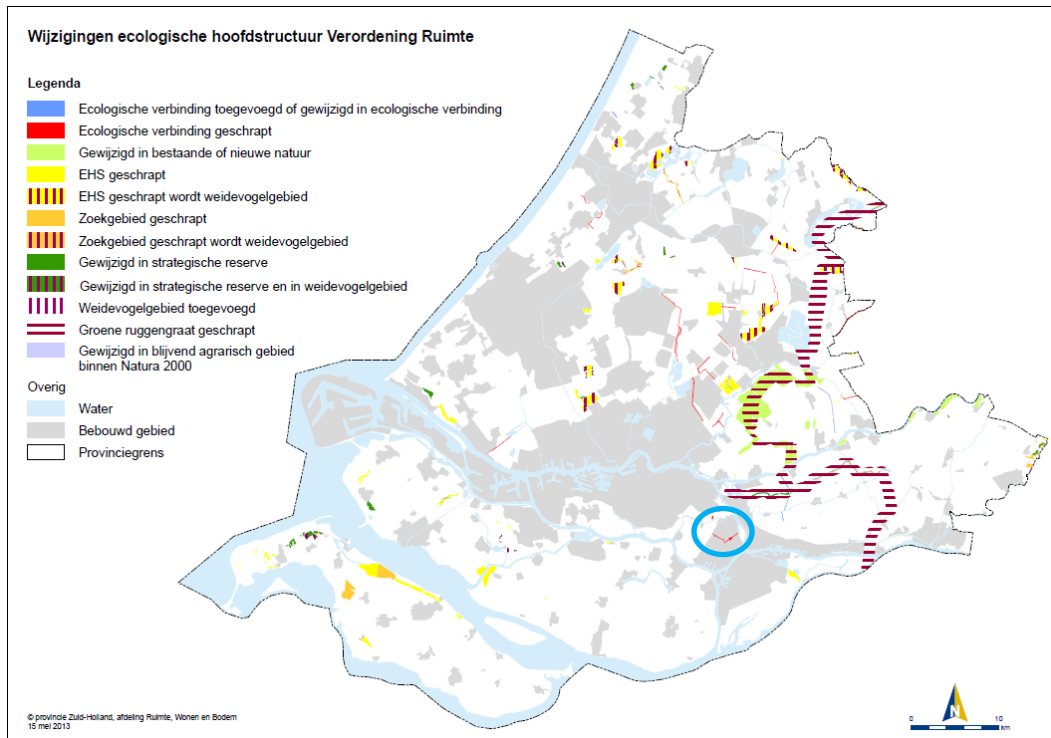 Wijzigingen ecologische hoofdstructuur Verordening Ruimte
Legenda
Ecologische verbinding toegevoegd of gewijzigd in ecologische verbinding
Ecologische verbinding geschrapt
Gewijzigd in bestaande of nieuwe natuur
EHS geschrapt
EHS geschrapt wordt weidevogelgebied
Zoekgebied geschrapt
Zoekgebied geschrapt wordt weidevogelgebied
Gewijzigd in strategische reserve
Gewijzigd in strategische reserve en in weidevogelgebied
Weidevogelgebied toegevoegd
Groene ruggengraat geschrapt
Gewijzigd in blijvend agrarisch gebied
binnen Natura 2000
Overig
Water
Bebouwd gebied
Provinciegrens
© provincie Zuid-Holland, afdeling Ruimte, Wonen en Bodem
15 mei 2013
N
0 10
km